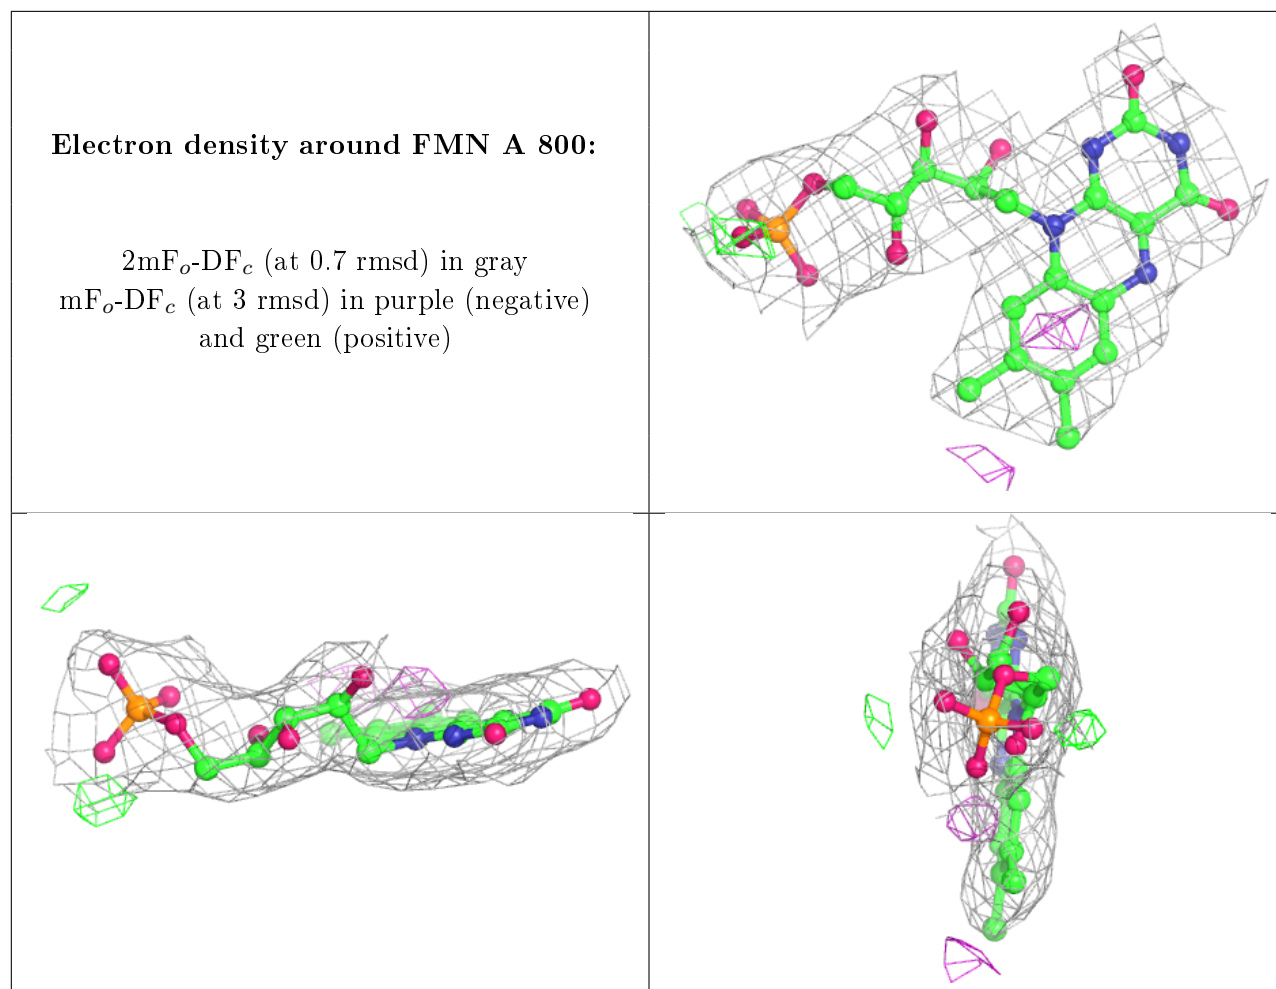 Electron density around FMN A 800:
2mFo-DFc (at 0.7 rmsd) in gray
mFo-DFc (at 3 rmsd) in purple (negative)
and green (positive)